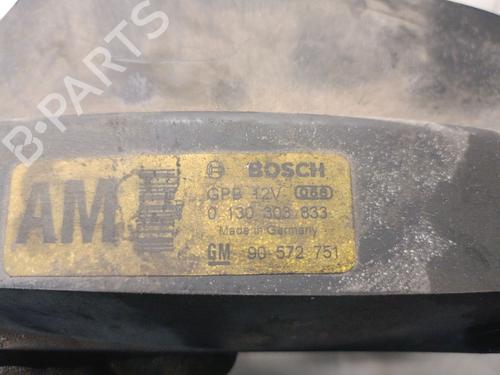 B-PARTS
AM
BOSCH
GPB 12V
0 130 303 833
Made in Germany
GM 90 572 751